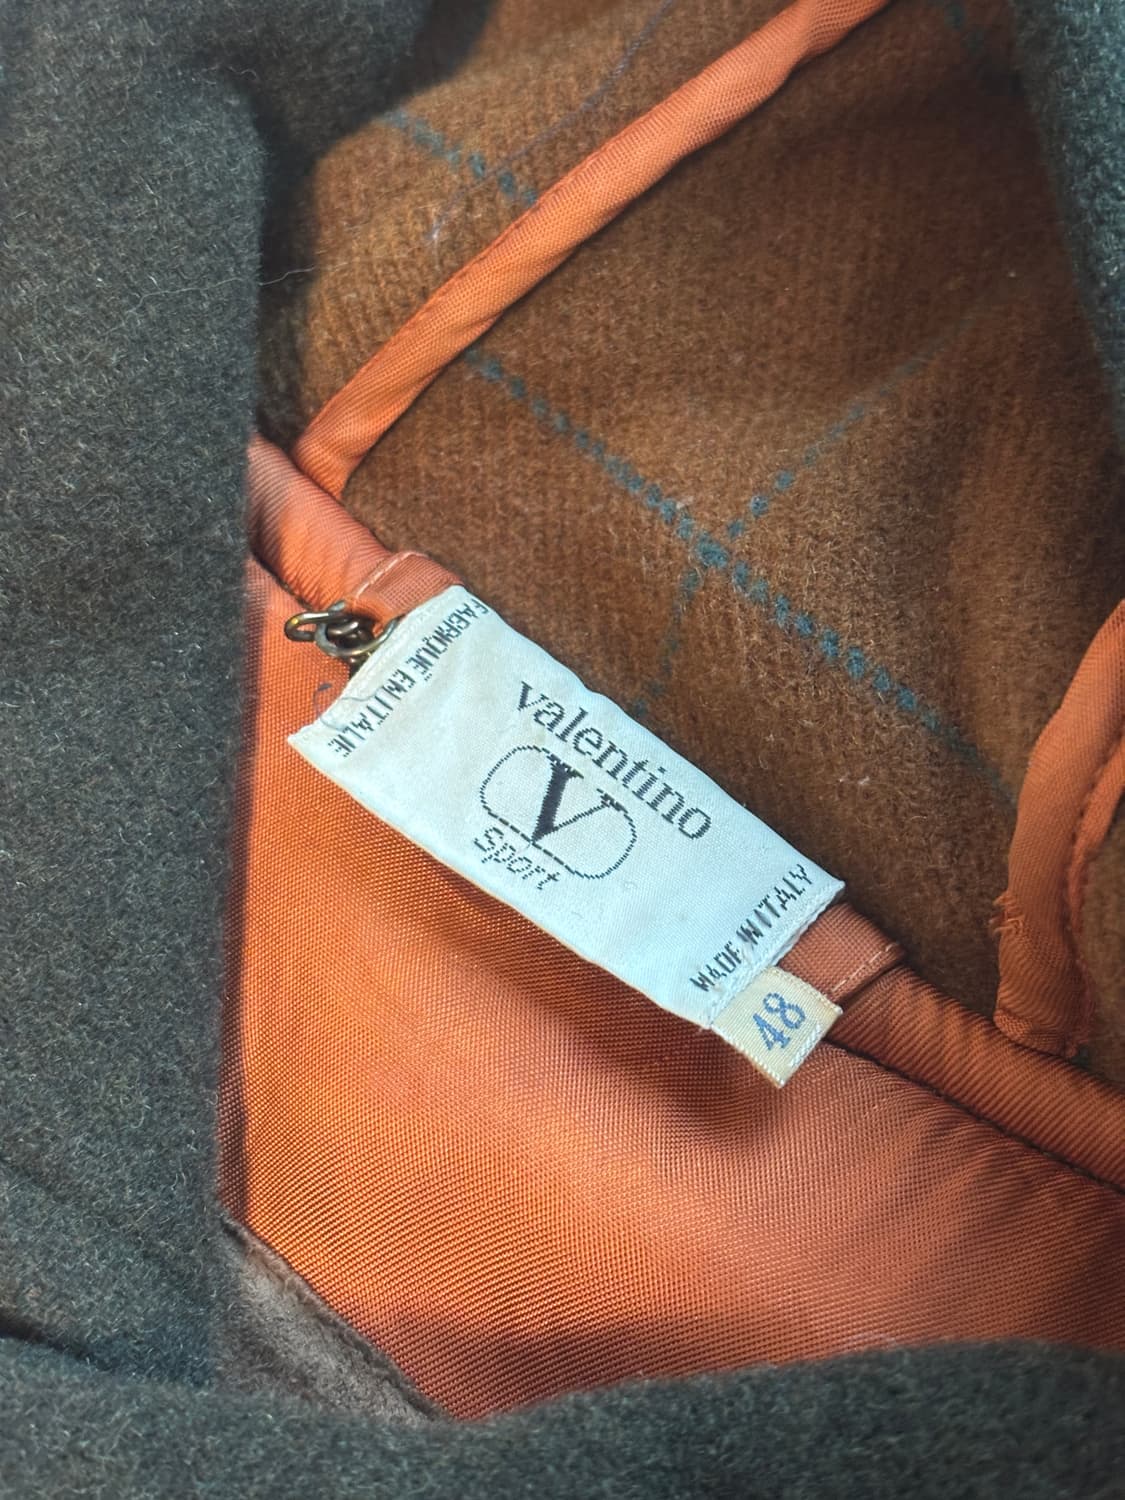 FABRIQUÉ EN ITALIE
valentino
V
Sport
MADE IN ITALY
48